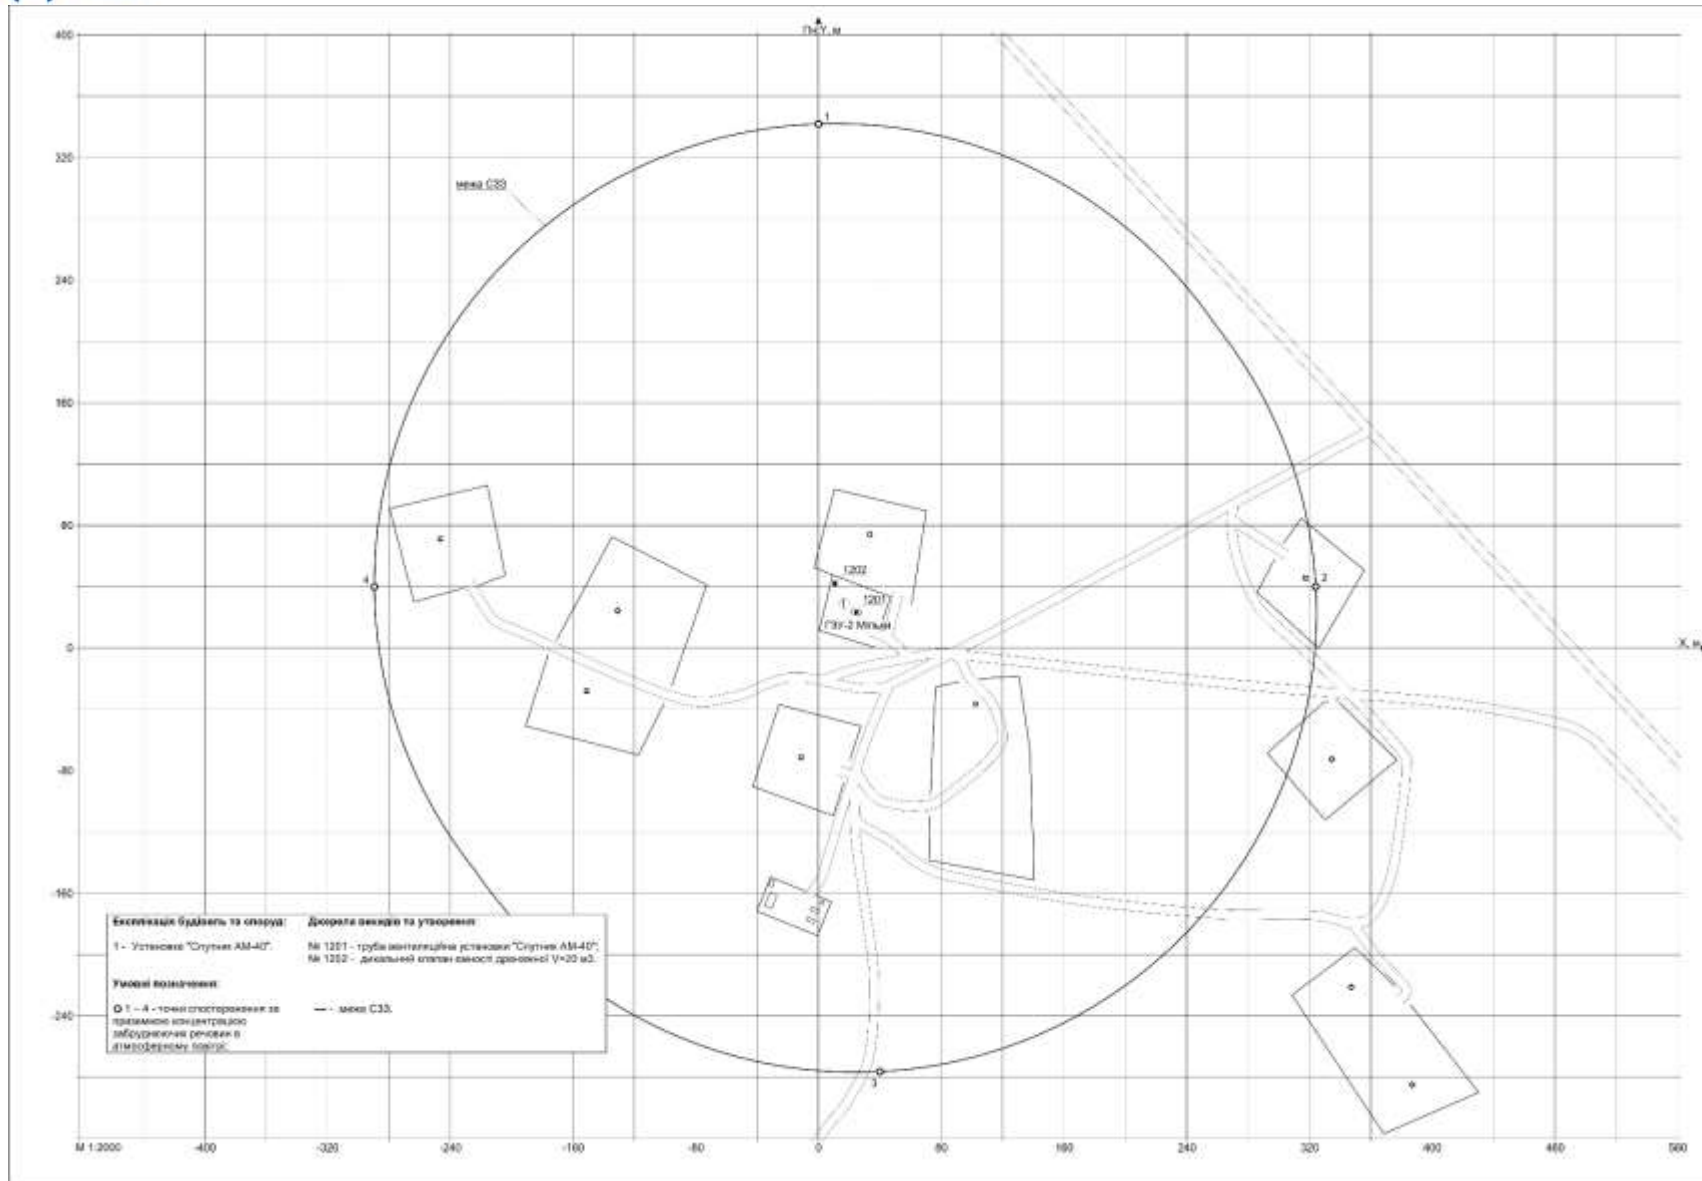 Пн Y, м
400
320
240
160
80
0
-80
-160
-240
1
межа СЗЗ
4
2
3
1202
1
1201
ГЗУ-2 Мільки
X, м
Експлікація будівель та споруд:
1 - Установка "Спутник АМ-40".
Джерела викидів та утворення:
№ 1201 - труба вентиляційна установки "Спутник АМ-40";
№ 1202 - дихальний клапан ємності дренажної V=20 м3.
Умовні позначення:
1 – 4 - точки спостереження за
приземною концентрацією
забруднюючих речовин в
атмосферному повітрі;
- межа СЗЗ.
М 1:2000
-400
-320
-240
-160
-80
0
80
160
240
320
400
480
560